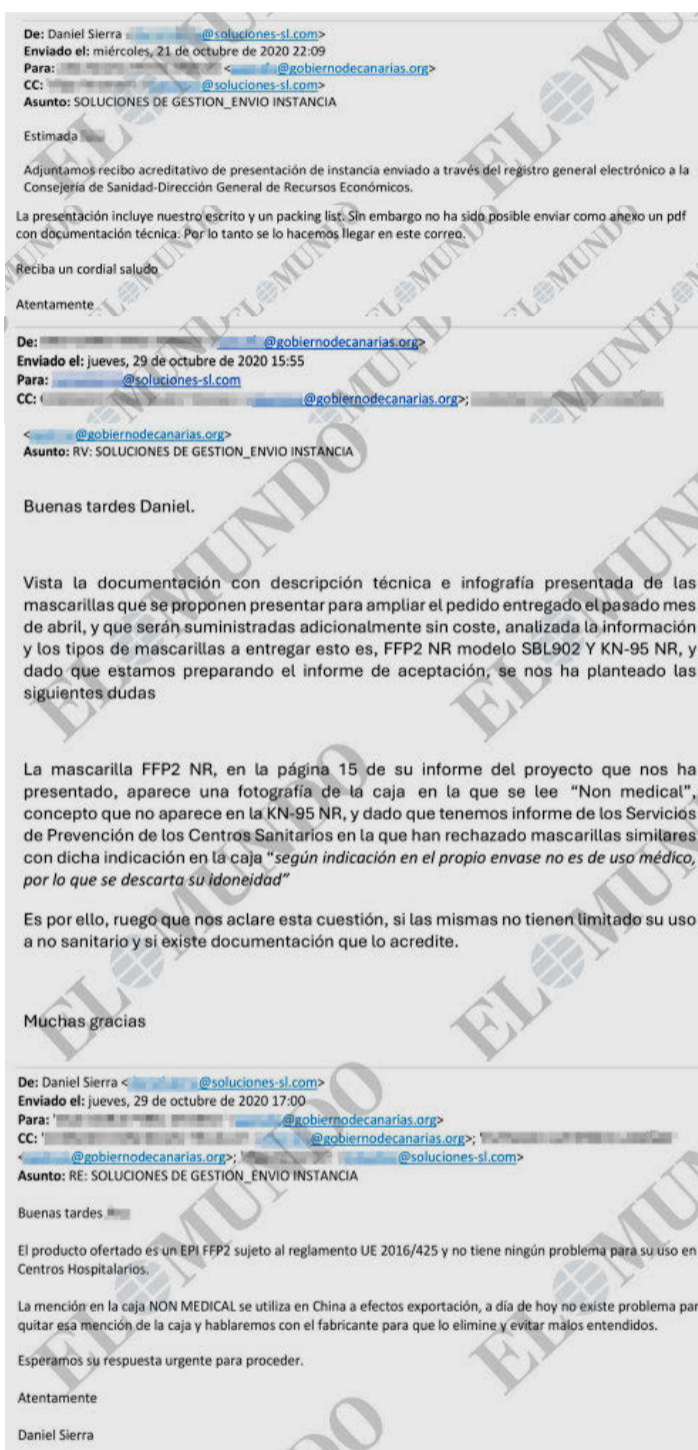 De: Daniel Sierra @soluciones-sl.com>
Enviado el: miércoles, 21 de octubre de 2020 22:09
Para: < @gobiernodecanarias.org>
CC: @soluciones-sl.com>
Asunto: SOLUCIONES DE GESTION_ENVIO INSTANCIA
Estimada
Adjuntamos recibo acreditativo de presentación de instancia enviado a través del registro general electrónico a la
Consejería de Sanidad-Dirección General de Recursos Económicos.
La presentación incluye nuestro escrito y un packing list. Sin embargo no ha sido posible enviar como anexo un pdf
con documentación técnica. Por lo tanto se lo hacemos llegar en este correo.
Reciba un cordial saludo
Atentamente
De: @gobiernodecanarias.org>
Enviado el: jueves, 29 de octubre de 2020 15:55
Para: @soluciones-sl.com
CC: @gobiernodecanarias.org>;
< @gobiernodecanarias.org>
Asunto: RV: SOLUCIONES DE GESTION_ENVIO INSTANCIA
Buenas tardes Daniel.
Vista la documentación con descripción técnica e infografía presentada de las
mascarillas que se proponen presentar para ampliar el pedido entregado el pasado mes
de abril, y que serán suministradas adicionalmente sin coste, analizada la información
y los tipos de mascarillas a entregar esto es, FFP2 NR modelo SBL902 Y KN-95 NR, y
dado que estamos preparando el informe de aceptación, se nos ha planteado las
siguientes dudas
La mascarilla FFP2 NR, en la página 15 de su informe del proyecto que nos ha
presentado, aparece una fotografía de la caja en la que se lee “Non medical”,
concepto que no aparece en la KN-95 NR, y dado que tenemos informe de los Servicios
de Prevención de los Centros Sanitarios en la que han rechazado mascarillas similares
con dicha indicación en la caja “según indicación en el propio envase no es de uso médico,
por lo que se descarta su idoneidad”
Es por ello, ruego que nos aclare esta cuestión, si las mismas no tienen limitado su uso
a no sanitario y si existe documentación que lo acredite.
Muchas gracias
De: Daniel Sierra < @soluciones-sl.com>
Enviado el: jueves, 29 de octubre de 2020 17:00
Para: ' @gobiernodecanarias.org>
CC: ' @gobiernodecanarias.org>; '
< @gobiernodecanarias.org>; @soluciones-sl.com>
Asunto: RE: SOLUCIONES DE GESTION_ENVIO INSTANCIA
Buenas tardes
El producto ofertado es un EPI FFP2 sujeto al reglamento UE 2016/425 y no tiene ningún problema para su uso en
Centros Hospitalarios.
La mención en la caja NON MEDICAL se utiliza en China a efectos exportación, a día de hoy no existe problema par
quitar esa mención de la caja y hablaremos con el fabricante para que lo elimine y evitar malos entendidos.
Esperamos su respuesta urgente para proceder.
Atentamente
Daniel Sierra
EL MUNDO